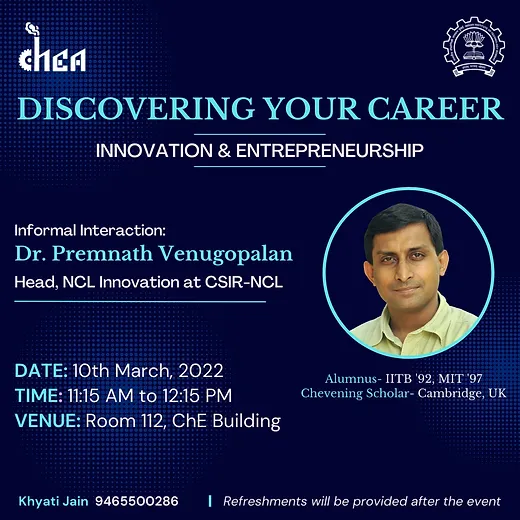 chEA
DISCOVERING YOUR CAREER
INNOVATION & ENTREPRENEURSHIP
Informal Interaction:
Dr. Premnath Venugopalan
Head, NCL Innovation at CSIR-NCL
DATE: 10th March, 2022
TIME: 11:15 AM to 12:15 PM
VENUE: Room 112, ChE Building
Alumnus- IITB '92, MIT '97
Chevening Scholar- Cambridge, UK
Khyati Jain 9465500286 | Refreshments will be provided after the event